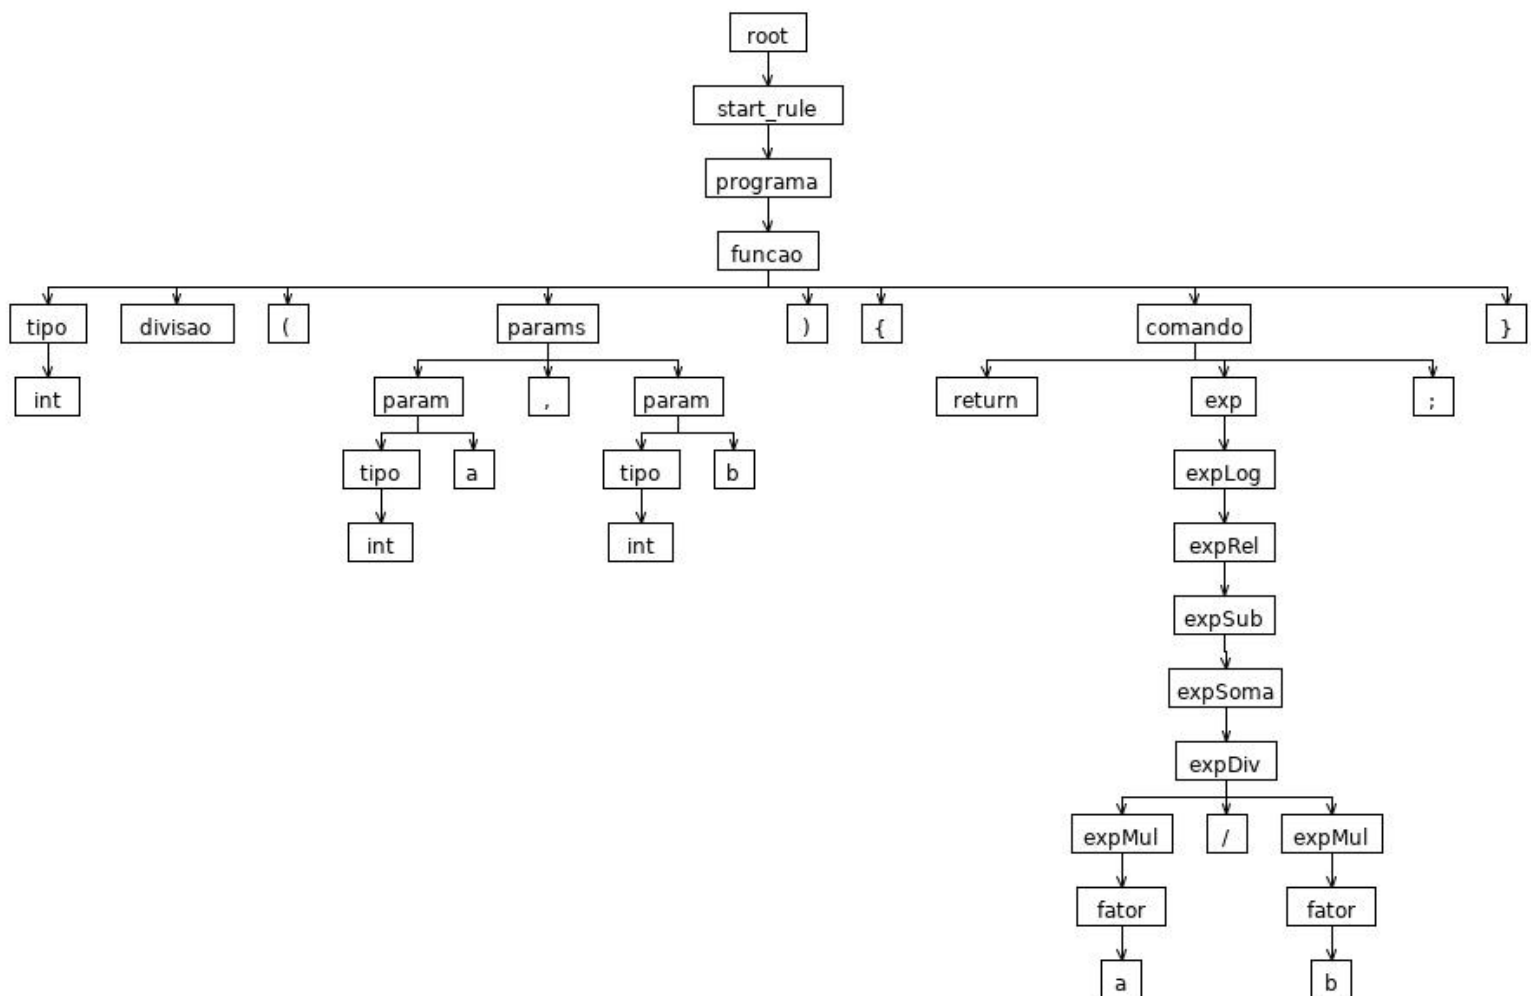 root
start_rule
programa
funcao
tipo divisao ( params ) { comando }
int param , param return exp ;
tipo a tipo b expLog
int int expRel
expSub
expSoma
expDiv
expMul / expMul
fator fator
a b